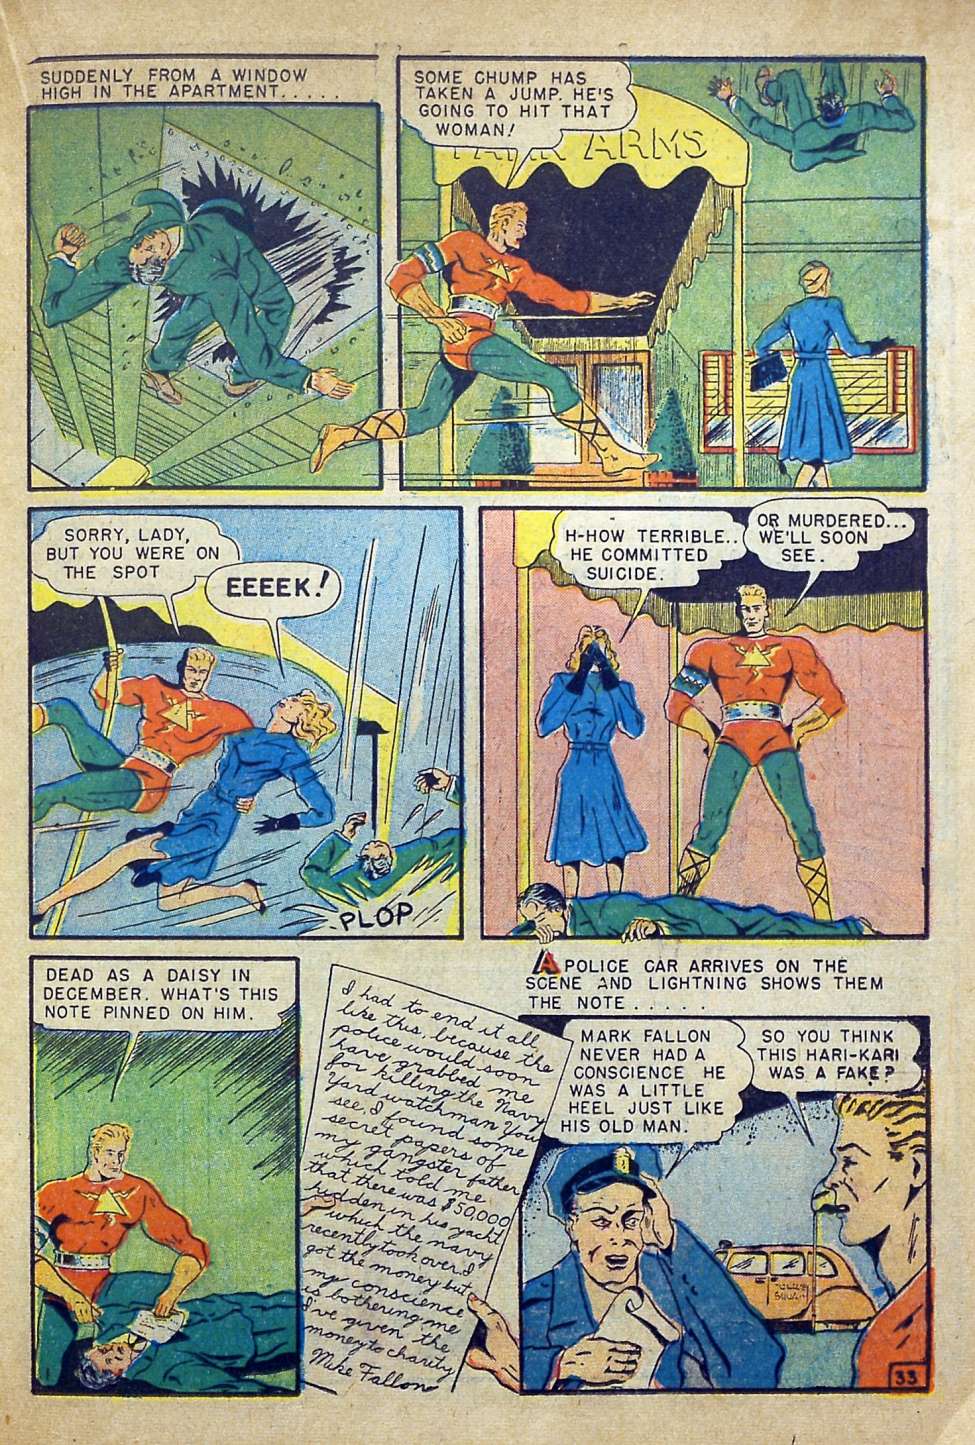 SUDDENLY FROM A WINDOW
HIGH IN THE APARTMENT.....
SOME CHUMP HAS
TAKEN A JUMP. HE'S
GOING TO HIT THAT
WOMAN!
ARMS
SORRY, LADY,
BUT YOU WERE ON
THE SPOT
EEEEK!
PLOP
H-HOW TERRIBLE..
HE COMMITTED
SUICIDE.
OR MURDERED...
WE'LL SOON
SEE.
DEAD AS A DAISY IN
DECEMBER. WHAT'S THIS
NOTE PINNED ON HIM.
I had to end it all
like this, because the
police would soon
have grabbed me
for killing the Navy
Yard watchman. You
see, I found some
secret papers of
my gangster father
which told me
that there was $50,000
hidden in his yacht
which the navy
recently took over. I
got the money but
my conscience
is bothering me
I've given the
money to charity
Mike Fallon
A POLICE CAR ARRIVES ON THE
SCENE AND LIGHTNING SHOWS THEM
THE NOTE.....
MARK FALLON
NEVER HAD A
CONSCIENCE HE
WAS A LITTLE
HEEL JUST LIKE
HIS OLD MAN.
SO YOU THINK
THIS HARI-KARI
WAS A FAKE?
33